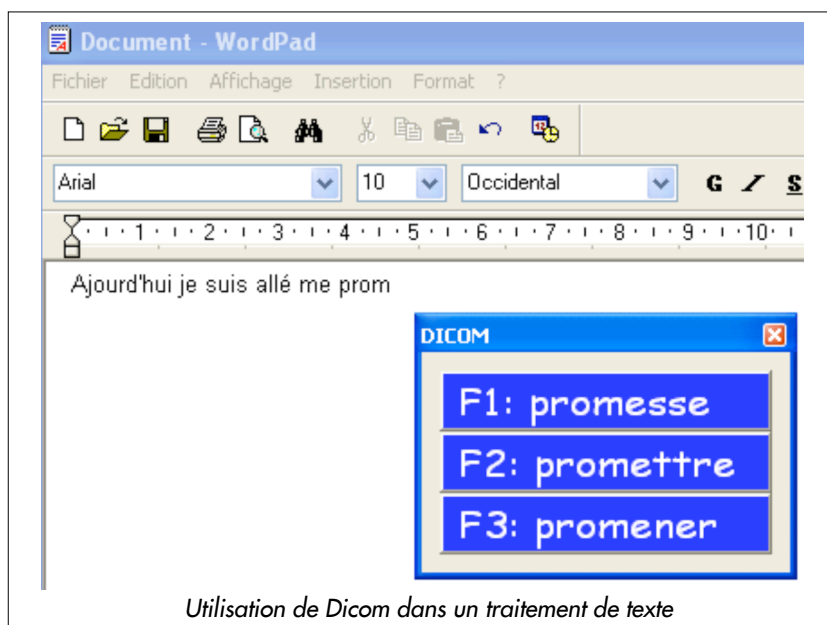 Document - WordPad
Fichier Edition Affichage Insertion Format ?
Arial 10 Occidental G I S
1 2 3 4 5 6 7 8 9 10
Ajourd'hui je suis allé me prom
DICOM
F1: promesse
F2: promettre
F3: promener
Utilisation de Dicom dans un traitement de texte